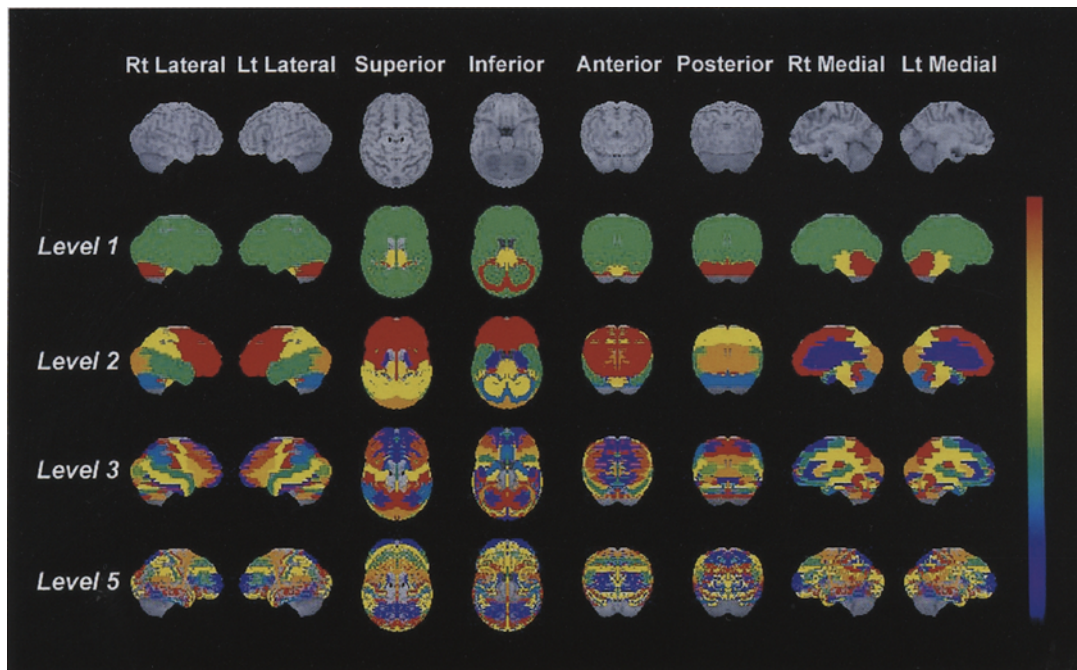 Rt Lateral Lt Lateral Superior Inferior Anterior Posterior Rt Medial Lt Medial
Level 1
Level 2
Level 3
Level 5